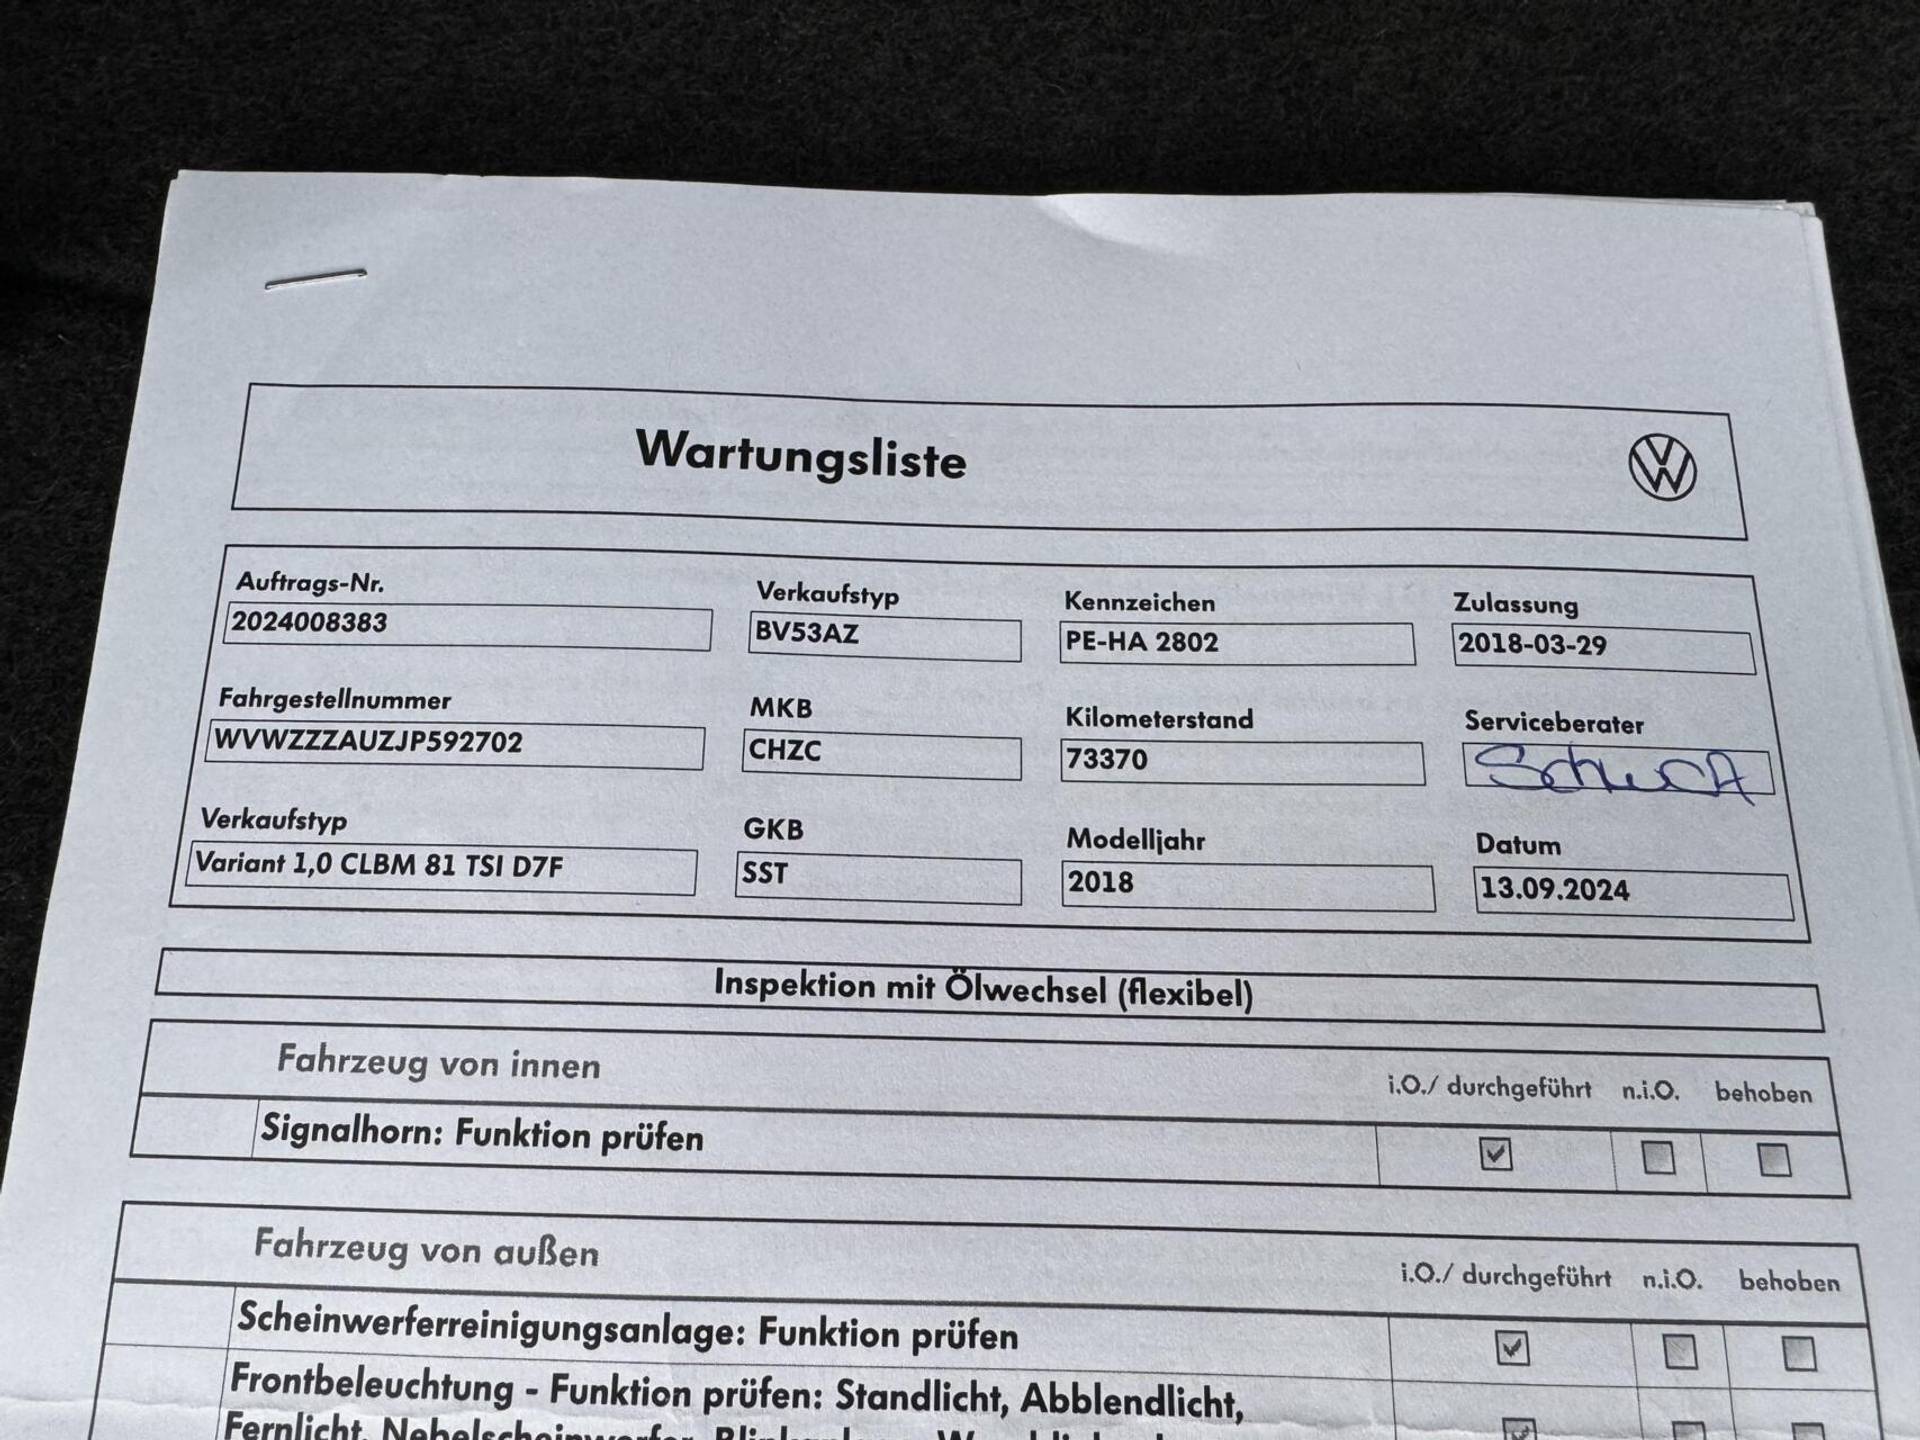 Wartungsliste
Auftrags-Nr. Verkaufstyp Kennzeichen Zulassung
2024008383 BV53AZ PE-HA 2802 2018-03-29
Fahrgestellnummer MKB Kilometerstand Serviceberater
WVWZZZAUZJP592702 CHZC 73370
Verkaufstyp GKB Modelljahr Datum
Variant 1,0 CLBM 81 TSI D7F SST 2018 13.09.2024
Inspektion mit Ölwechsel (flexibel)
Fahrzeug von innen i.O./ durchgeführt n.i.O. behoben
Signalhorn: Funktion prüfen
Fahrzeug von außen i.O./ durchgeführt n.i.O. behoben
Scheinwerferreinigungsanlage: Funktion prüfen
Frontbeleuchtung - Funktion prüfen: Standlicht, Abblendlicht,
Fernlicht, Nebelscheinwerfer,